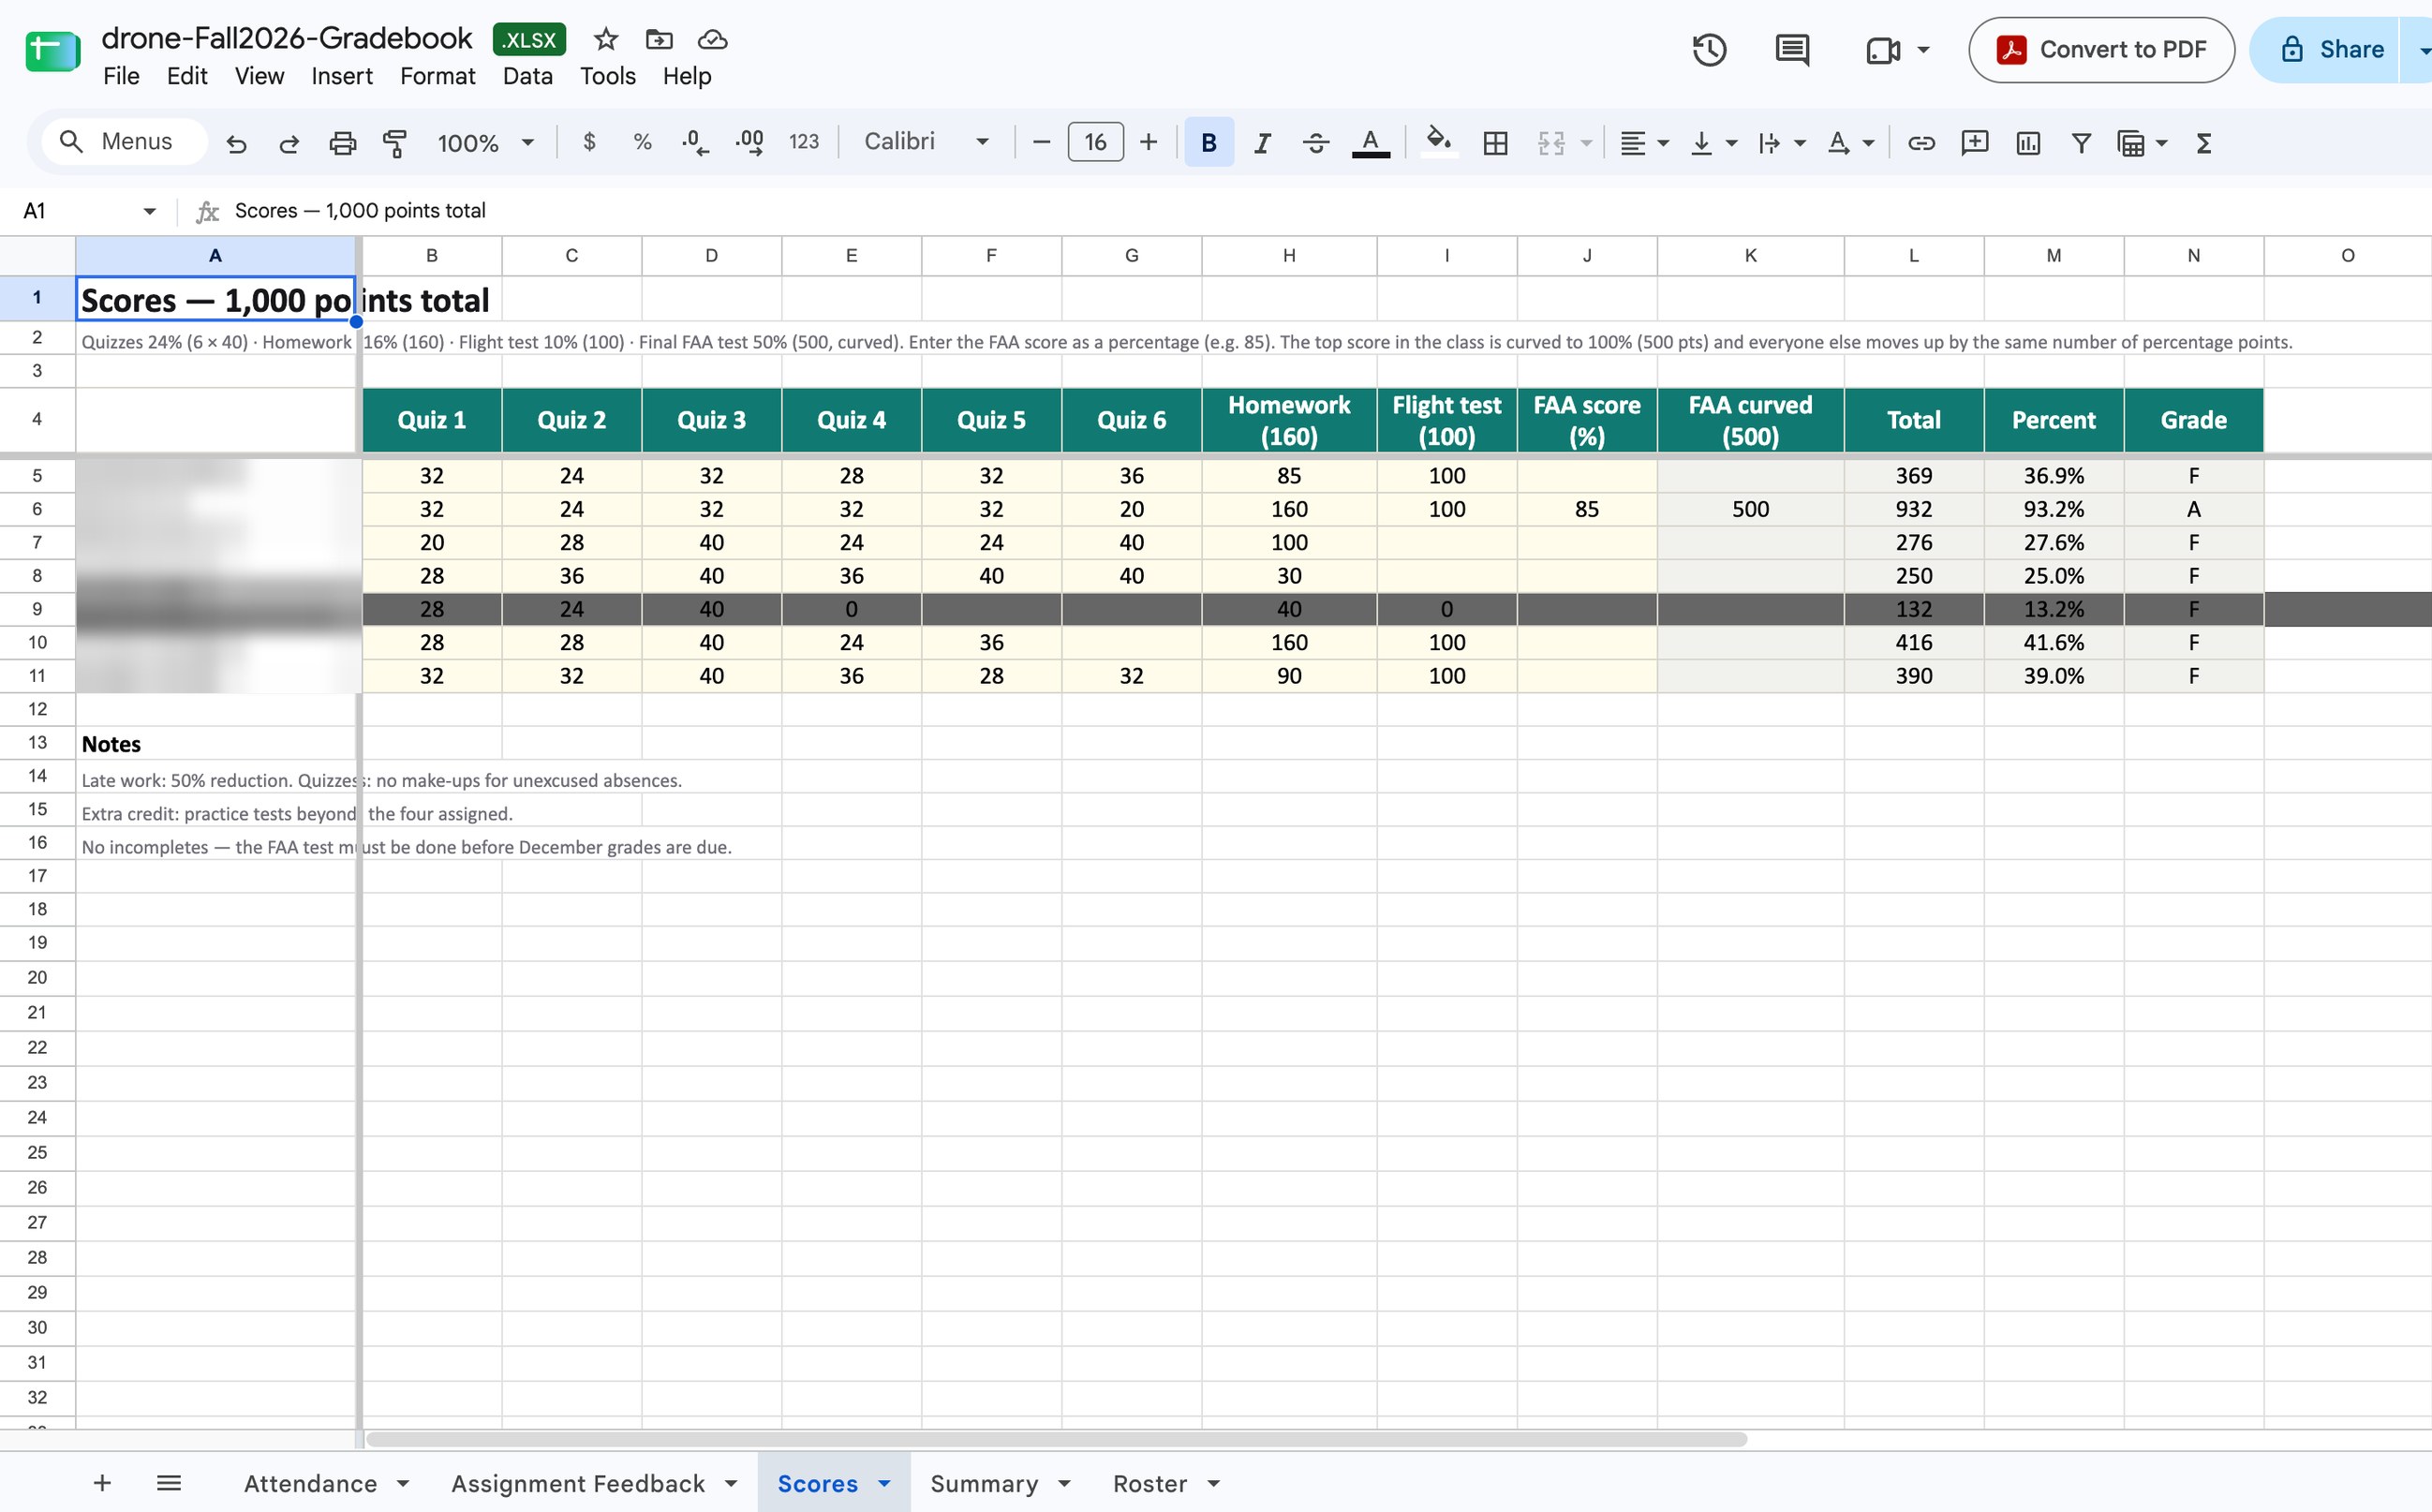 drone-Fall2026-Gradebook .XLSX
File Edit View Insert Format Data Tools Help
Convert to PDF
Share
Menus 100% $ % .0 .00 123 Calibri 16 B I A Σ
A1 fx Scores — 1,000 points total
A B C D E F G H I J K L M N O
1 Scores — 1,000 points total
2 Quizzes 24% (6 × 40) · Homework 16% (160) · Flight test 10% (100) · Final FAA test 50% (500, curved). Enter the FAA score as a percentage (e.g. 85). The top score in the class is curved to 100% (500 pts) and everyone else moves up by the same number of percentage points.
3
4 Quiz 1 Quiz 2 Quiz 3 Quiz 4 Quiz 5 Quiz 6 Homework (160) Flight test (100) FAA score (%) FAA curved (500) Total Percent Grade
5 32 24 32 28 32 36 85 100 369 36.9% F
6 32 24 32 32 32 20 160 100 85 500 932 93.2% A
7 20 28 40 24 24 40 100 276 27.6% F
8 28 36 40 36 40 40 30 250 25.0% F
9 28 24 40 0 40 0 132 13.2% F
10 28 28 40 24 36 160 100 416 41.6% F
11 32 32 40 36 28 32 90 100 390 39.0% F
12
13 Notes
14 Late work: 50% reduction. Quizzes: no make-ups for unexcused absences.
15 Extra credit: practice tests beyond the four assigned.
16 No incompletes — the FAA test must be done before December grades are due.
17
18
19
20
21
22
23
24
25
26
27
28
29
30
31
32
Attendance Assignment Feedback Scores Summary Roster